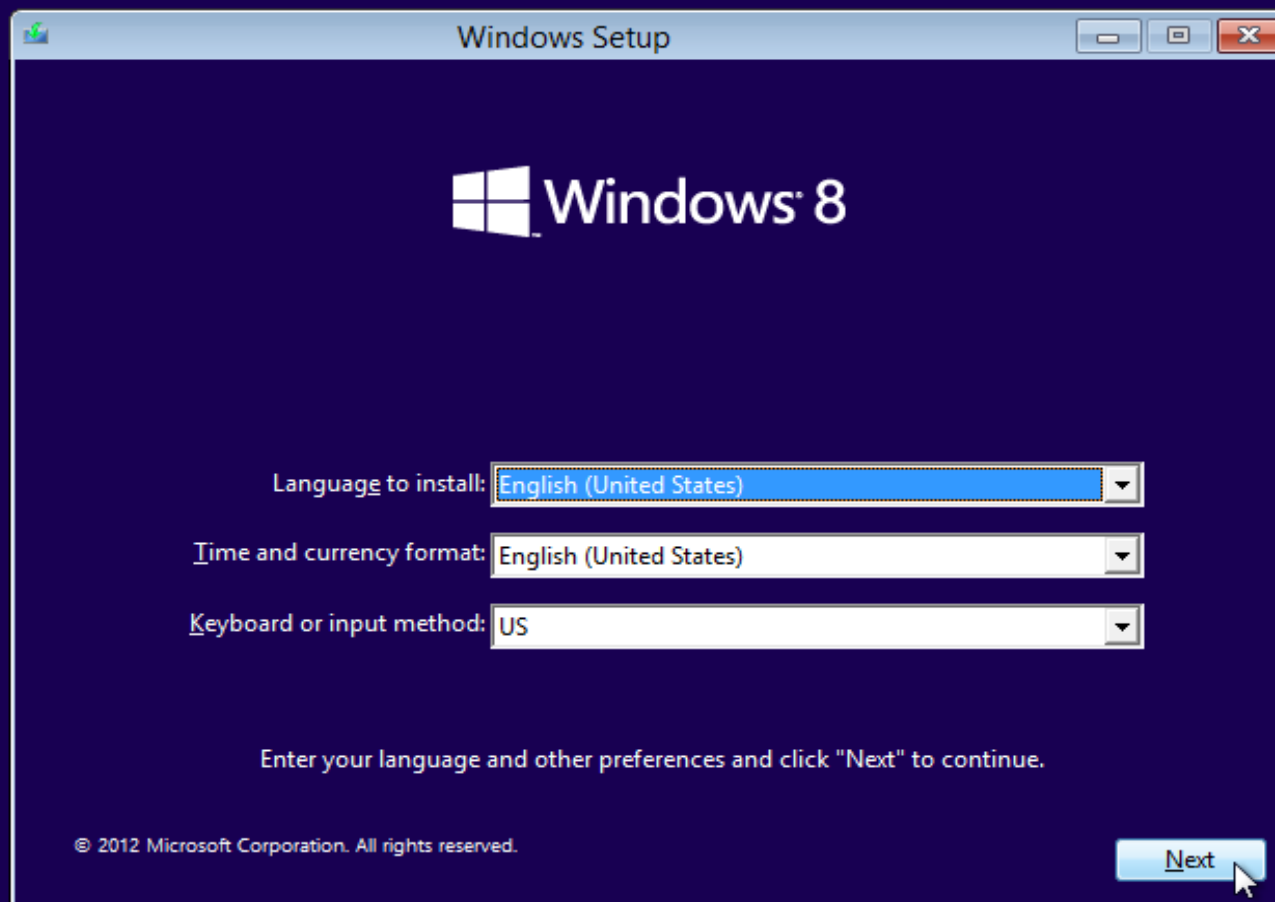 Windows Setup
Windows® 8
Language to install: English (United States)
Time and currency format: English (United States)
Keyboard or input method: US
Enter your language and other preferences and click "Next" to continue.
© 2012 Microsoft Corporation. All rights reserved.
Next